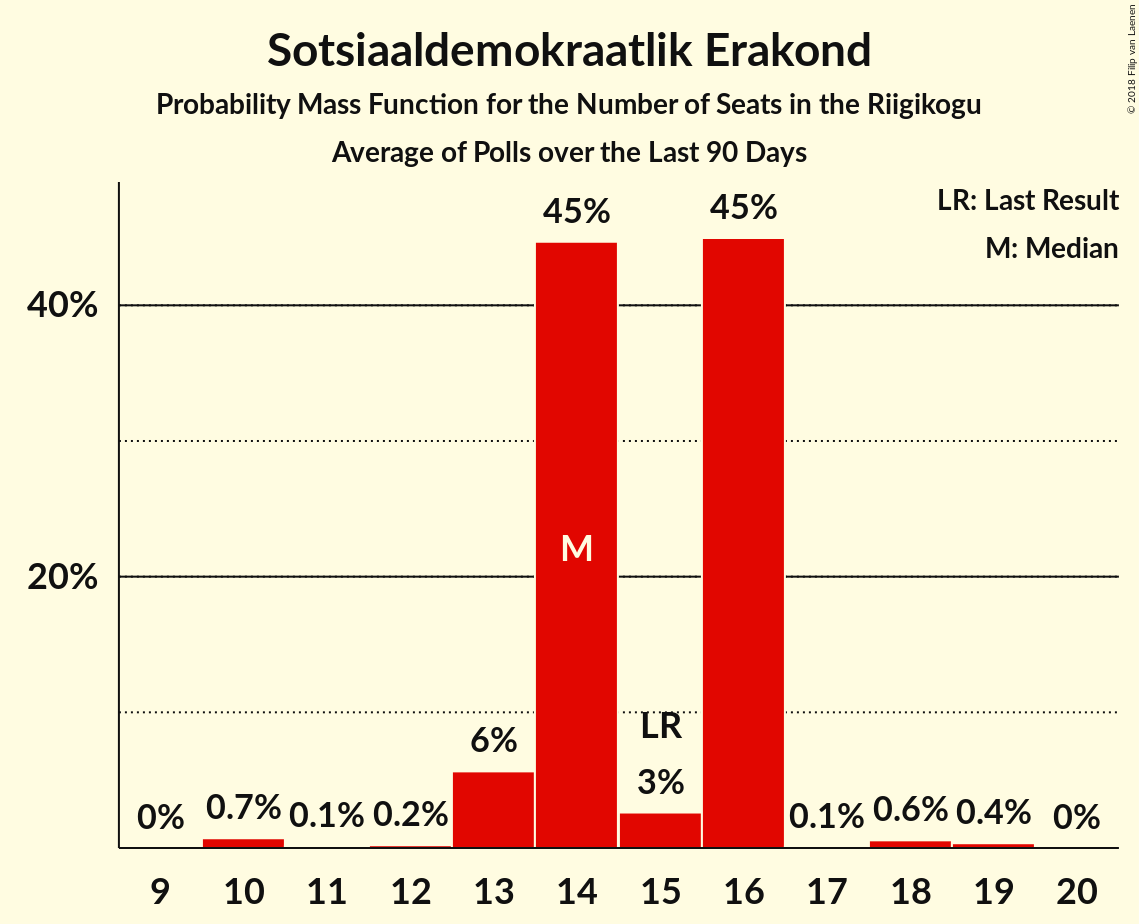 Sotsiaaldemokraatlik Erakond
Probability Mass Function for the Number of Seats in the Riigikogu
Average of Polls over the Last 90 Days
© 2018 Filip van Laenen
LR: Last Result
M: Median
45% 45%
40%
M
20%
LR
6% 3%
0% 0.7% 0.1% 0.2% 0.1% 0.6% 0.4% 0%
9 10 11 12 13 14 15 16 17 18 19 20